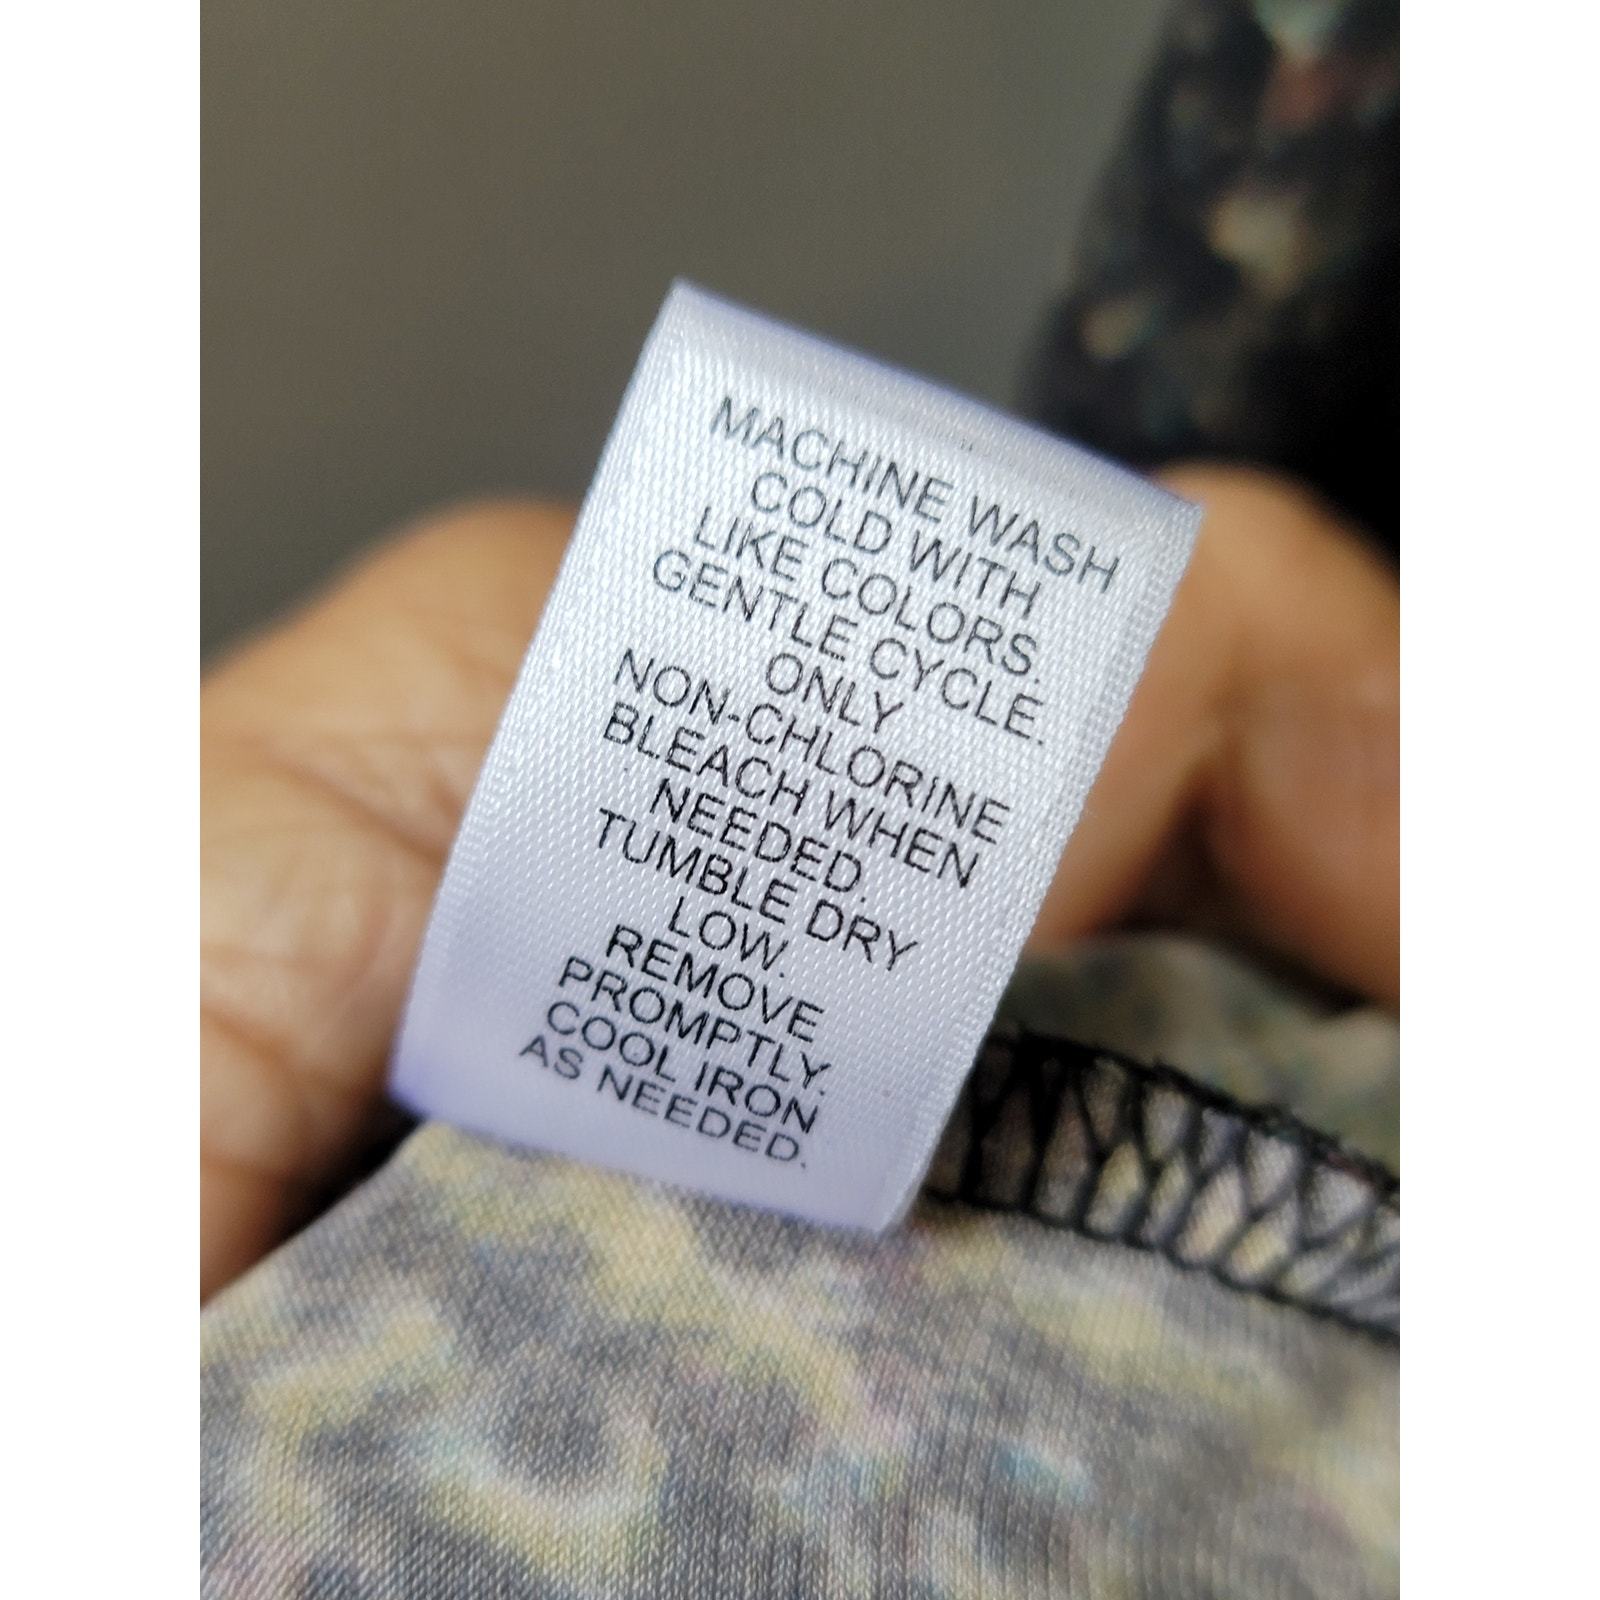 MACHINE WASH
COLD WITH
LIKE COLORS.
GENTLE CYCLE.
ONLY
NON-CHLORINE
BLEACH WHEN
NEEDED.
TUMBLE DRY
LOW.
REMOVE
PROMPTLY.
COOL IRON
AS NEEDED.